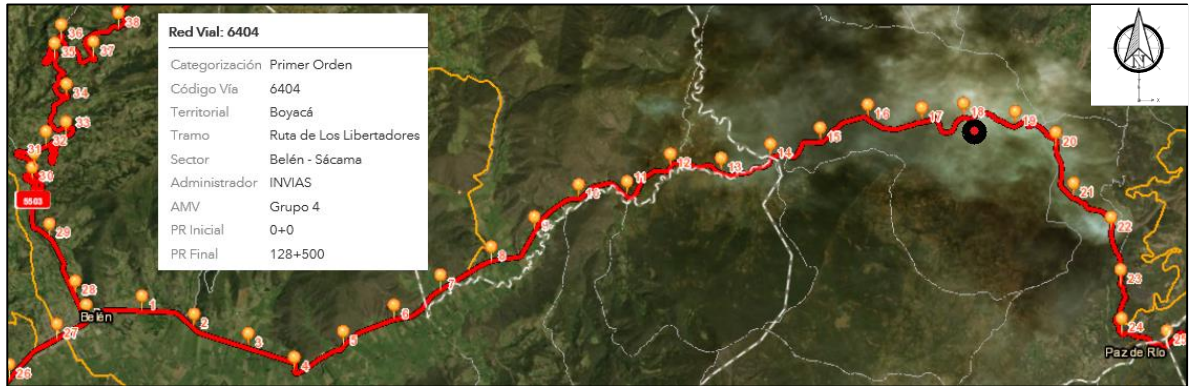 Red Vial: 6404
Categorización Primer Orden
Código Vía 6404
Territorial Boyacá
Tramo Ruta de Los Libertadores
Sector Belén - Sácama
Administrador INVIAS
AMV Grupo 4
PR Inicial 0+0
PR Final 128+500
38
36
37
35
34
33
32
31
30
29
28
27
26
Belén
1
2
3
4
5
6
7
8
9
10
11
12
13
14
15
16
17
18
19
20
21
22
23
24
25
Paz de Río
N